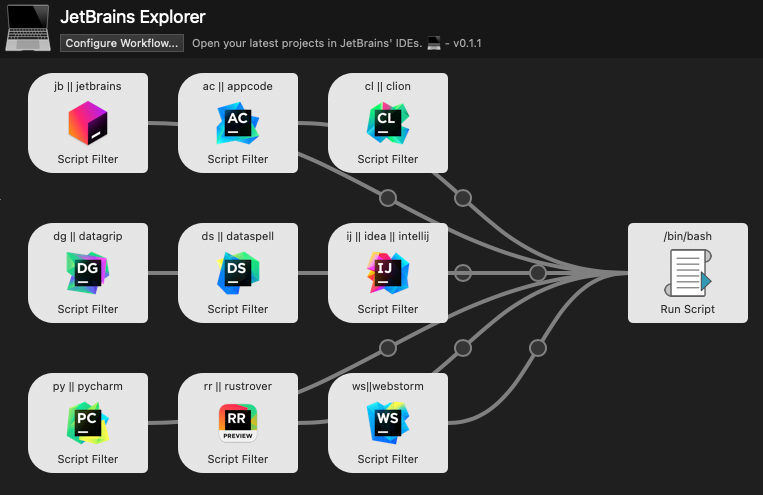 JetBrains Explorer
Configure Workflow... Open your latest projects in JetBrains' IDEs. 💻 - v0.1.1
jb || jetbrains
Script Filter
ac || appcode
AC
Script Filter
cl || clion
CL
Script Filter
dg || datagrip
DG
Script Filter
ds || dataspell
DS
Script Filter
ij || idea || intellij
IJ
Script Filter
/bin/bash
Run Script
py || pycharm
PC
Script Filter
rr || rustrover
RR
PREVIEW
Script Filter
ws||webstorm
WS
Script Filter